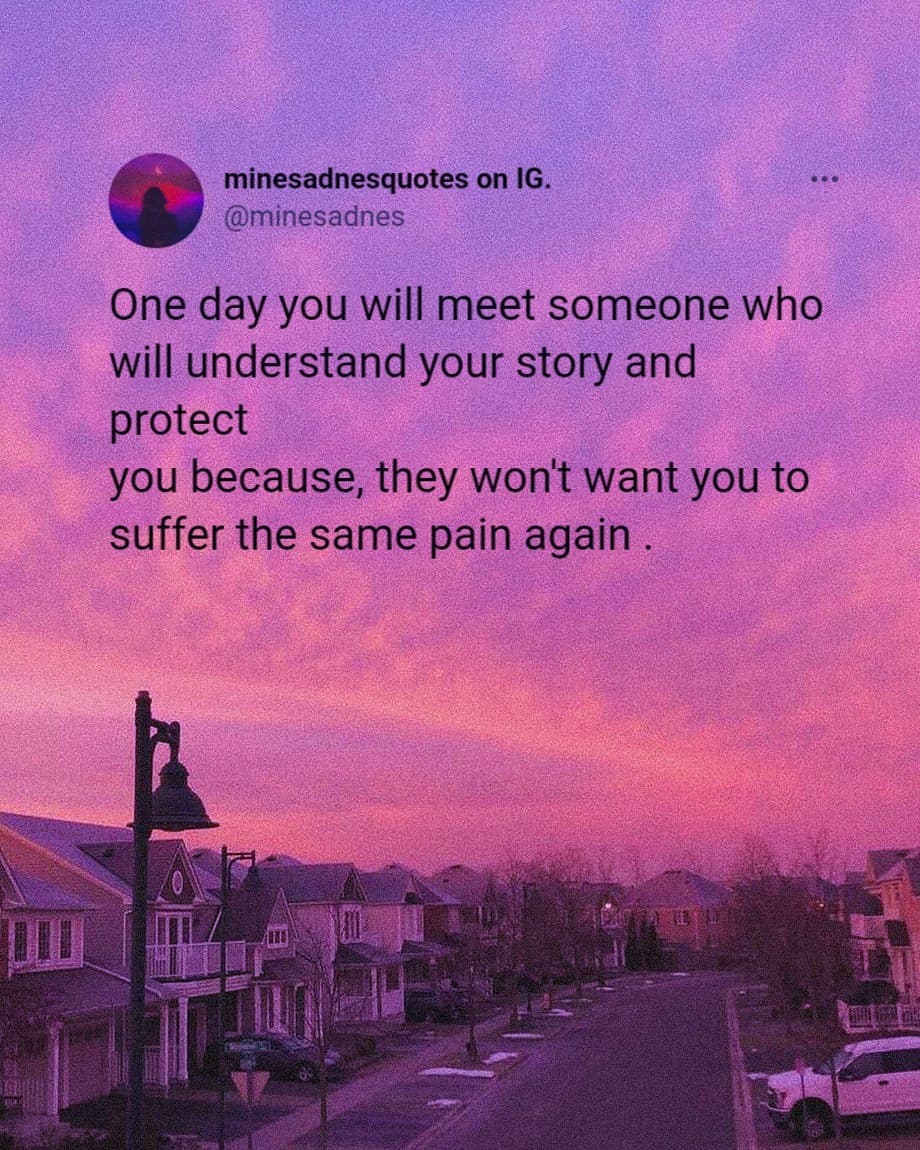 minesadnesquotes on IG.
@minesadnes
One day you will meet someone who
will understand your story and
protect
you because, they won't want you to
suffer the same pain again .